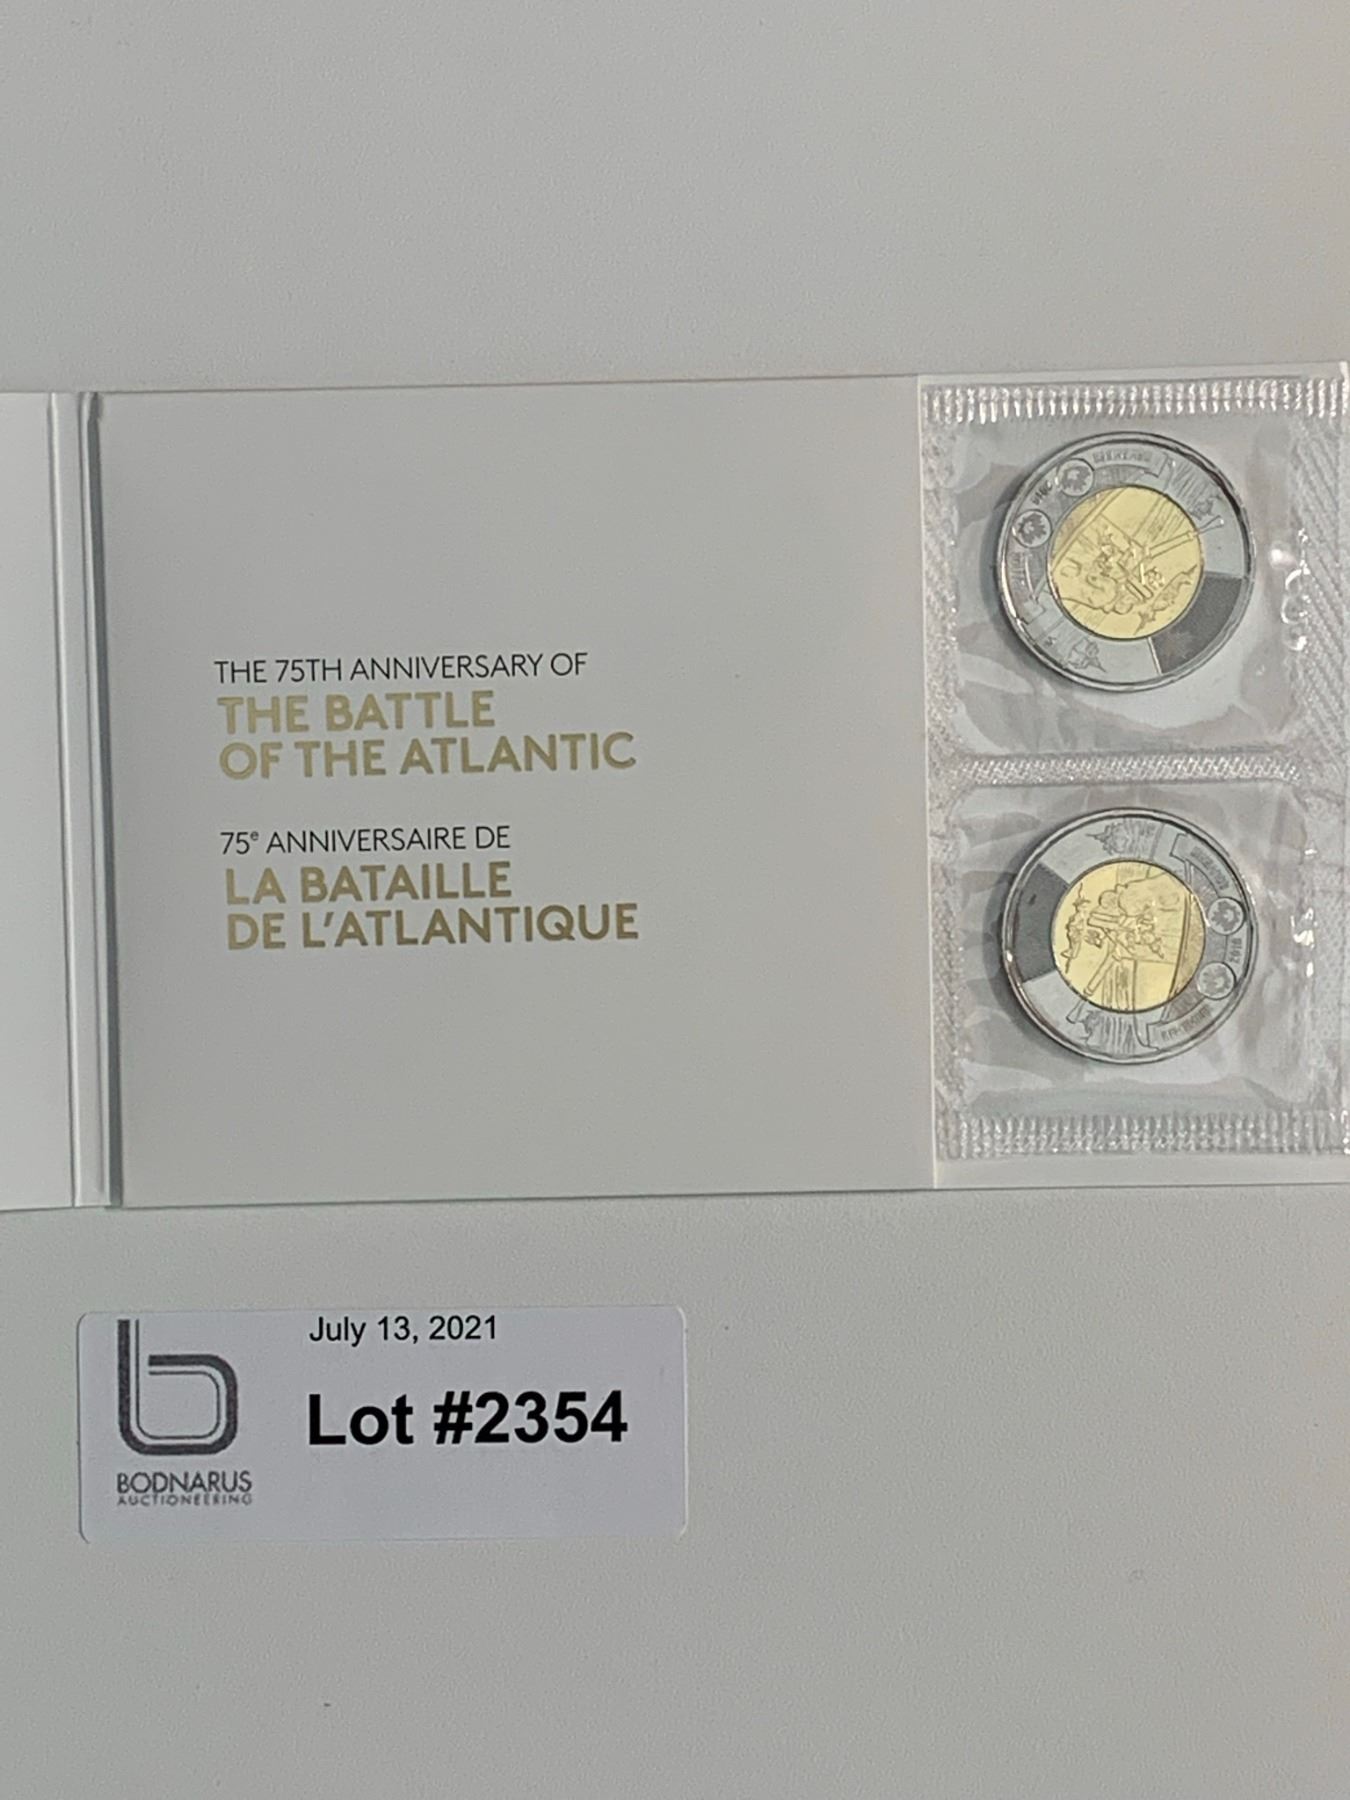 THE 75TH ANNIVERSARY OF
THE BATTLE
OF THE ATLANTIC
75e ANNIVERSAIRE DE
LA BATAILLE
DE L'ATLANTIQUE
July 13, 2021
Lot #2354
BODNARUS
AUCTIONEERING